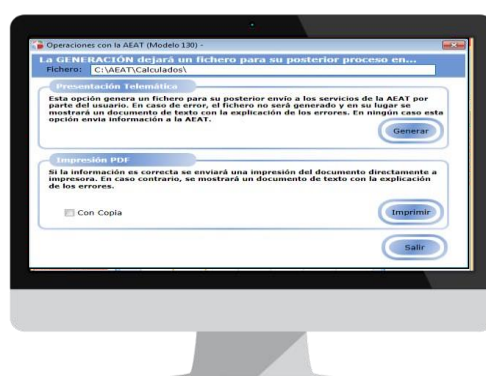 Operaciones con la AEAT (Modelo 130) -
La GENERACIÓN dejará un fichero para su posterior proceso en...
Fichero: C:\AEAT\Calculados\
Presentación Telemática
Esta opción genera un fichero para su posterior envío a los servicios de la AEAT por
parte del usuario. En caso de error, el fichero no será generado y en su lugar se
mostrará un documento de texto con la explicación de los errores. En ningún caso esta
opción envia información a la AEAT.
Generar
Impresión PDF
Si la información es correcta se enviará una impresión del documento directamente a
impresora. En caso contrario, se mostrará un documento de texto con la explicación
de los errores.
Con Copia
Imprimir
Salir